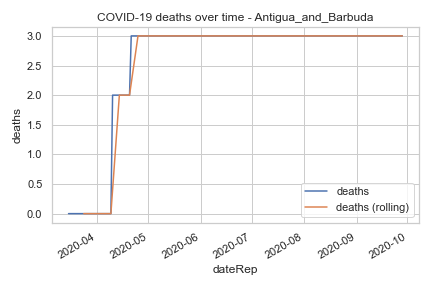 COVID-19 deaths over time - Antigua_and_Barbuda
3.0
2.5
2.0
1.5
1.0
0.5
0.0
deaths
deaths
deaths (rolling)
2020-04
2020-05
2020-06
2020-07
2020-08
2020-09
2020-10
dateRep